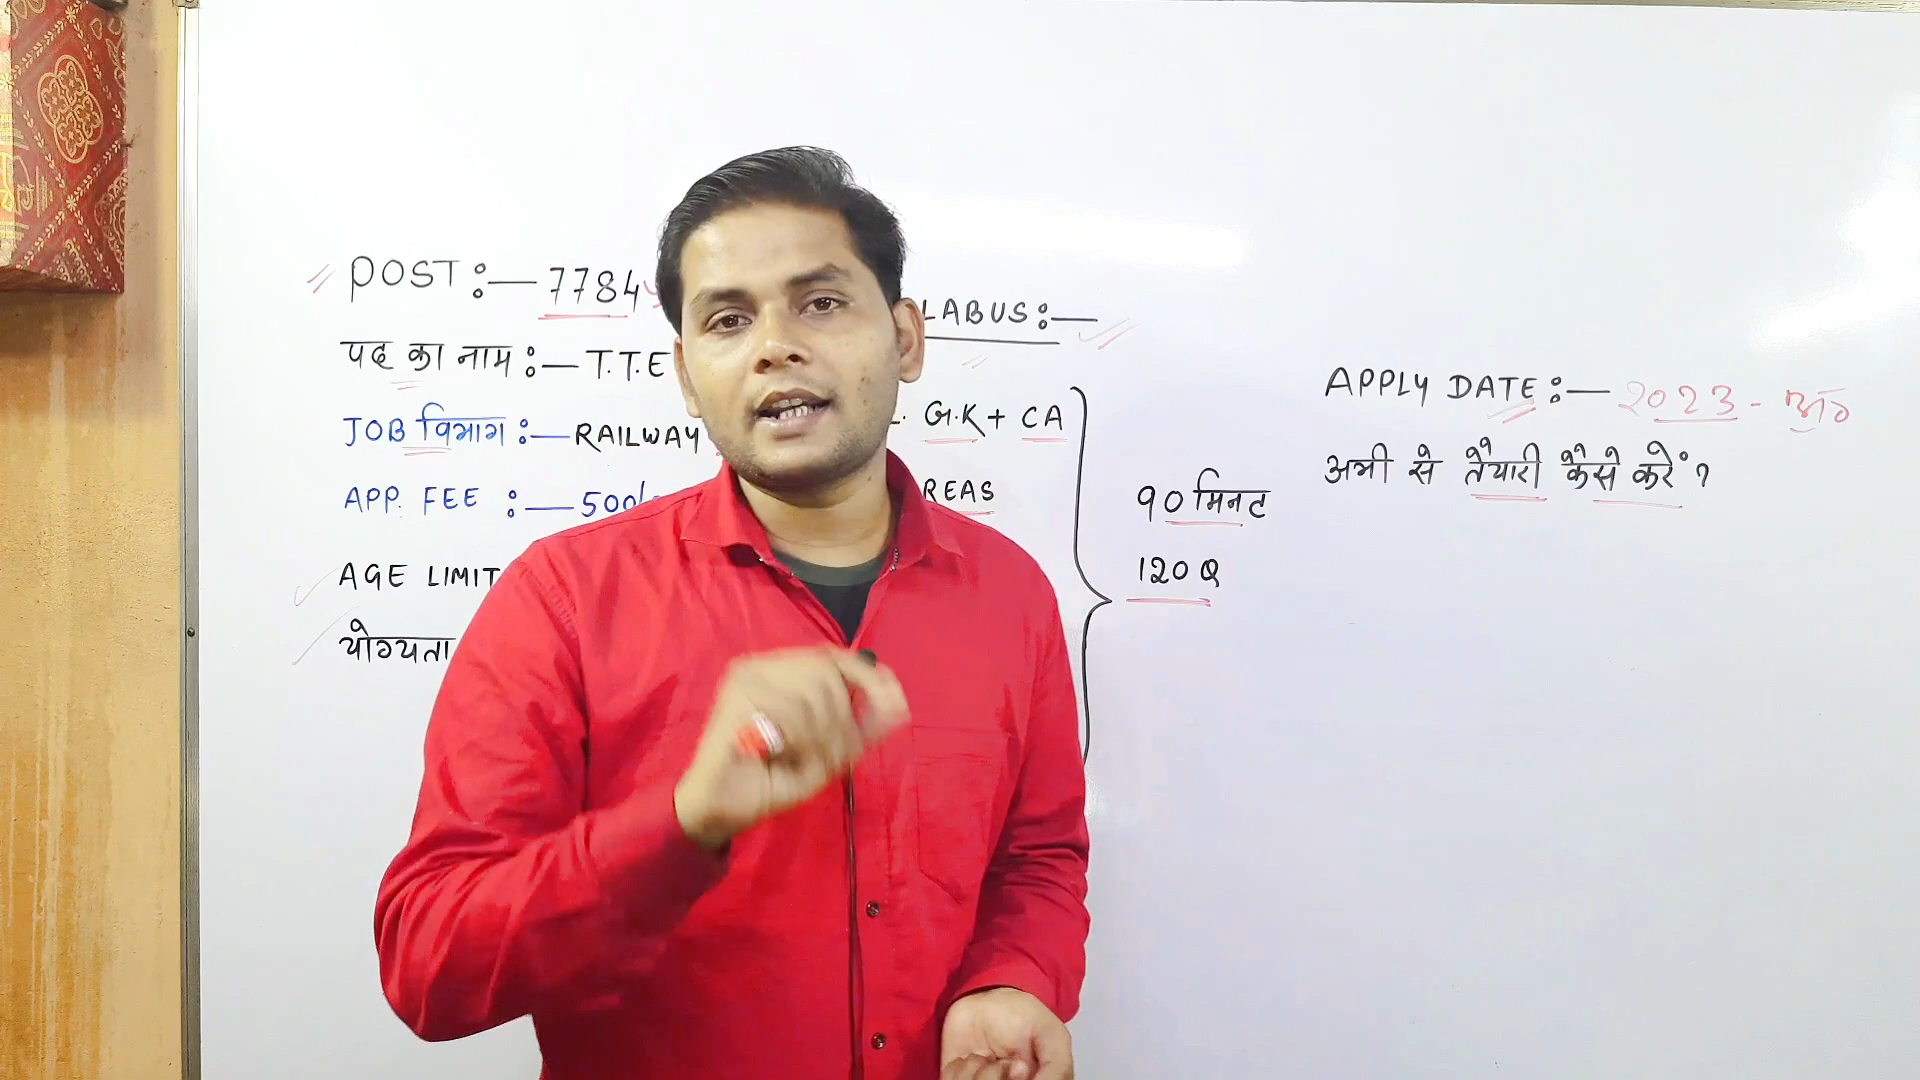 POST:— 7784
पद का नाम :— T.T.E
JOB विभाग :— RAILWAY
APP. FEE :— 500/-
AGE LIMIT
योग्यता
LABUS:—
G.K + CA
REAS
90 मिनट
120 Q
APPLY DATE :— 2023 -
अभी से तैयारी कैसे करें ?